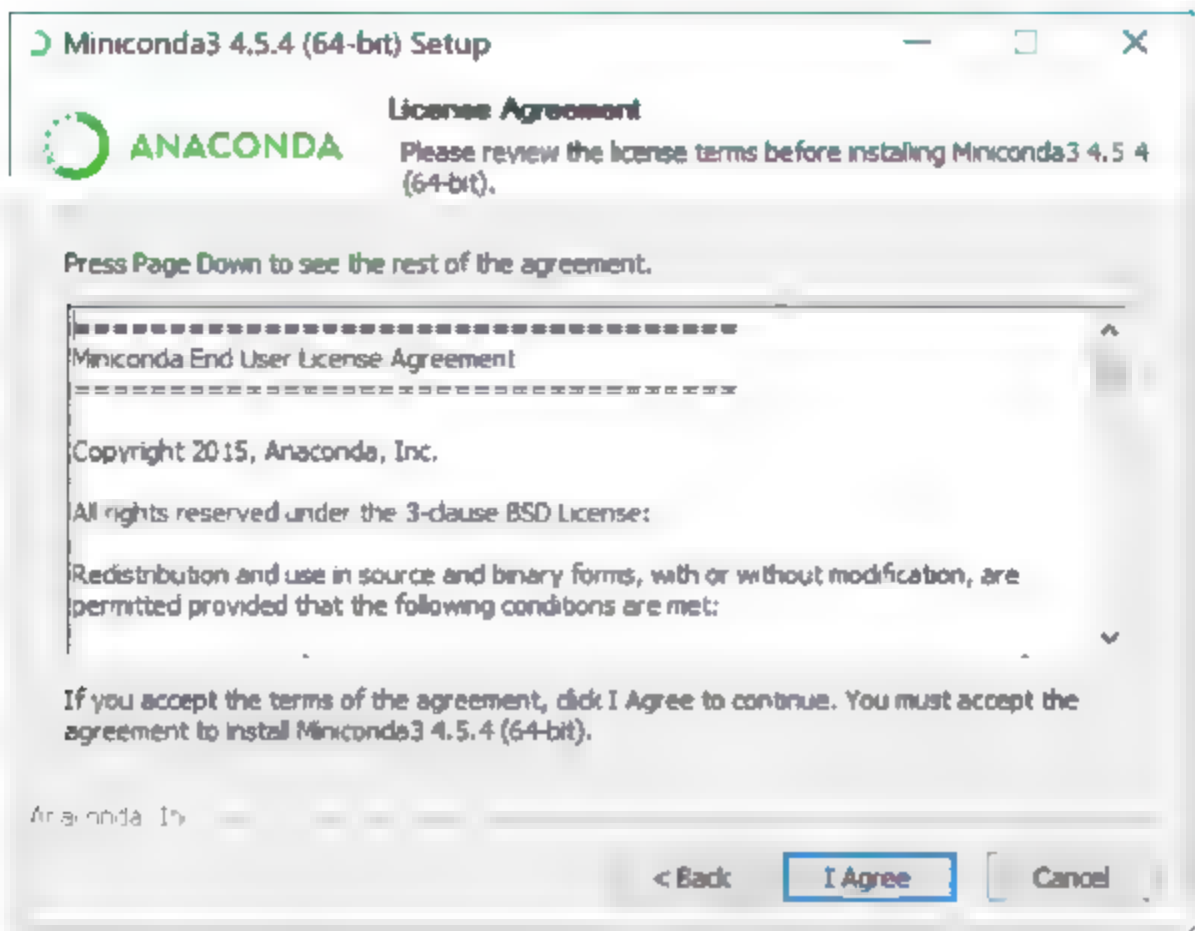 Miniconda3 4.5.4 (64-bit) Setup
ANACONDA
License Agreement
Please review the license terms before installing Miniconda3 4.5.4
(64-bit).
Press Page Down to see the rest of the agreement.
===================================
Miniconda End User License Agreement
===================================
Copyright 2015, Anaconda, Inc.
All rights reserved under the 3-clause BSD License:
Redistribution and use in source and binary forms, with or without modification, are
permitted provided that the following conditions are met:
If you accept the terms of the agreement, click I Agree to continue. You must accept the
agreement to install Miniconda3 4.5.4 (64-bit).
< Back
I Agree
Cancel